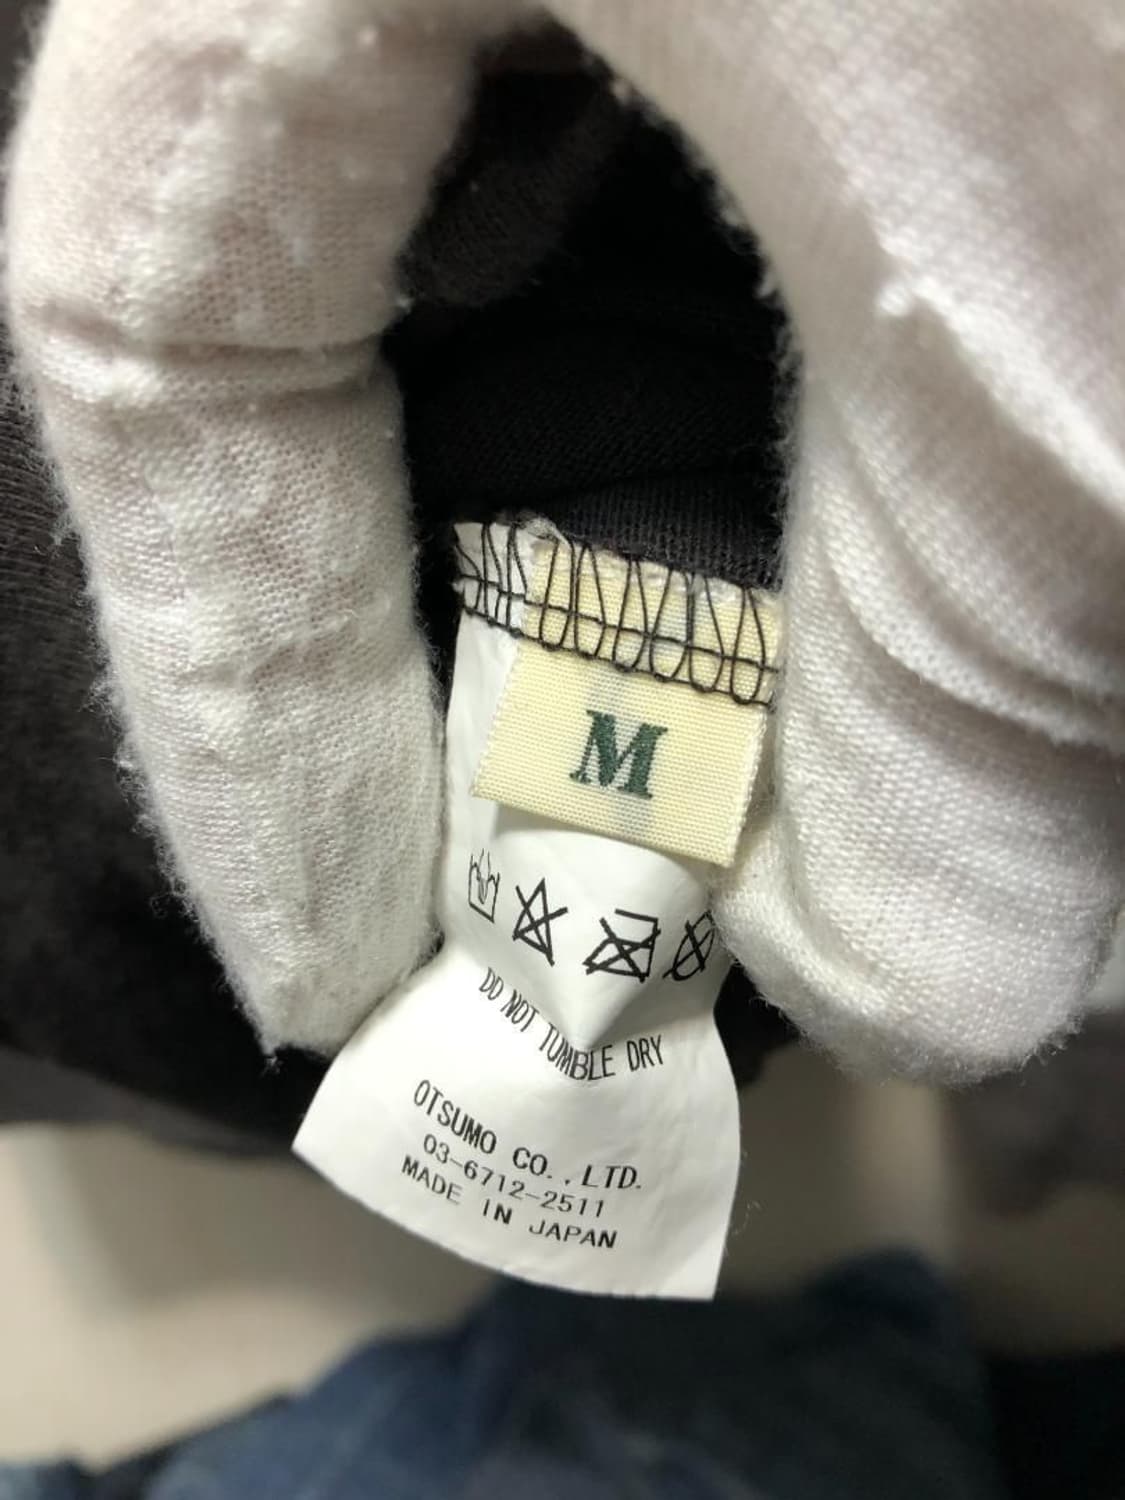 M
DO NOT TUMBLE DRY
OTSUMO CO.,LTD.
03-6712-2511
MADE IN JAPAN